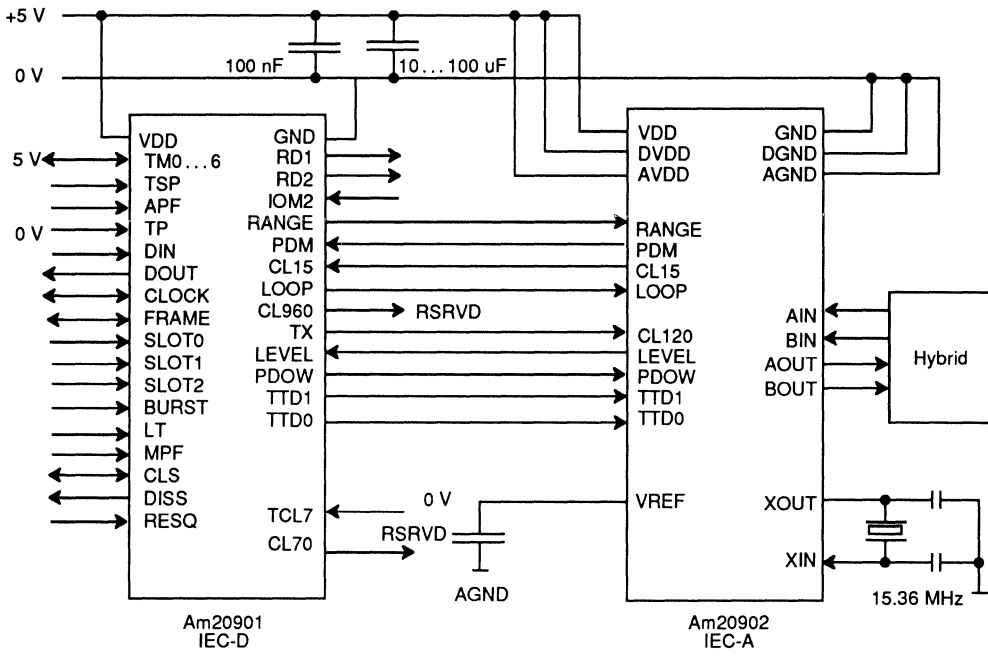 +5 V
0 V
100 nF
10...100 uF
VDD
TM0...6
TSP
APF
TP
DIN
DOUT
CLOCK
FRAME
SLOT0
SLOT1
SLOT2
BURST
LT
MPF
CLS
DISS
RESQ
5 V
0 V
GND
RD1
RD2
IOM2
RANGE
PDM
CL15
LOOP
CL960
TX
LEVEL
PDOW
TTD1
TTD0
TCL7
CL70
RSRVD
0 V
RSRVD
AGND
VDD
DVDD
AVDD
RANGE
PDM
CL15
LOOP
CL120
LEVEL
PDOW
TTD1
TTD0
VREF
GND
DGND
AGND
AIN
BIN
AOUT
BOUT
XOUT
XIN
Hybrid
15.36 MHz
Am20901
IEC-D
Am20902
IEC-A